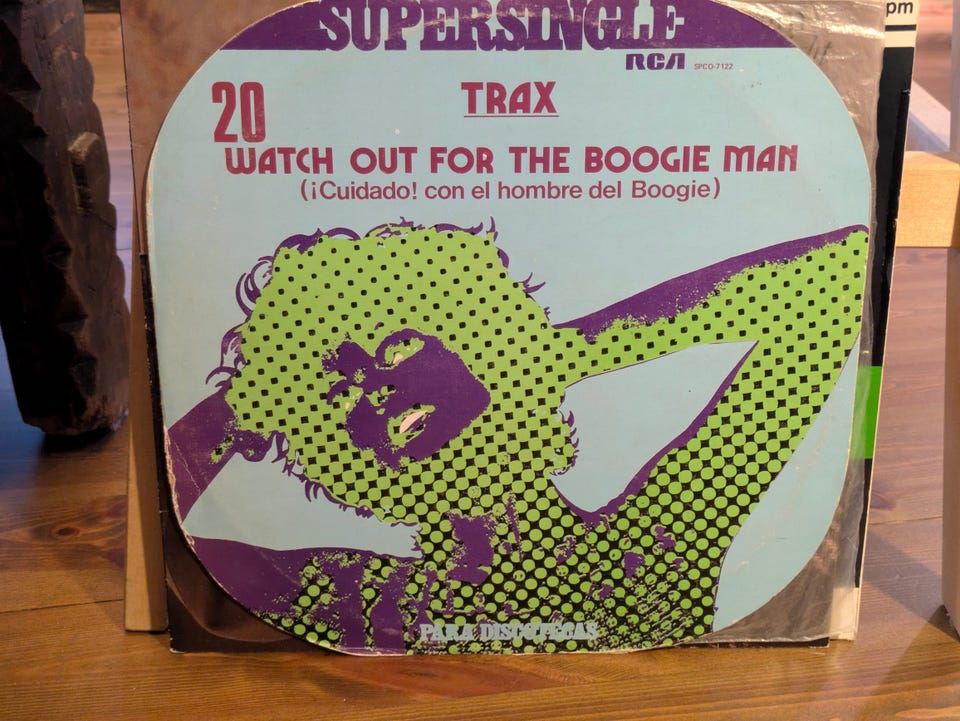 SUPERSINGLE
RCA SPCO-7122
20
TRAX
WATCH OUT FOR THE BOOGIE MAN
(¡Cuidado! con el hombre del Boogie)
PARA DISCOTECAS
pm